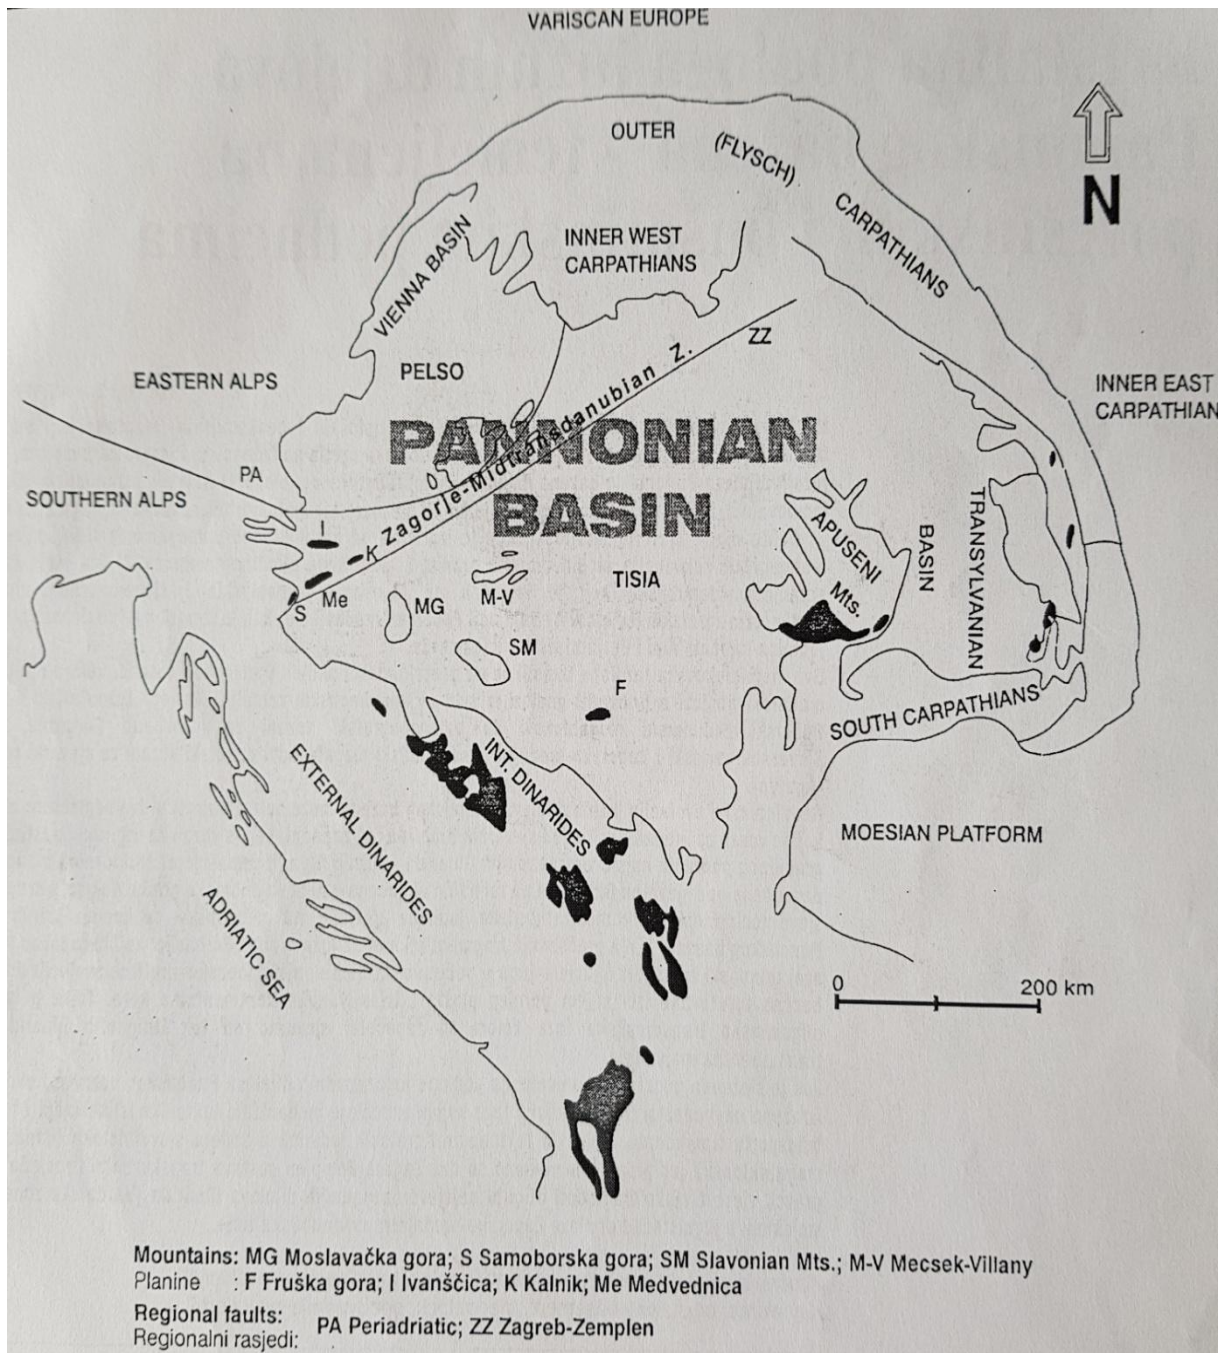 VARISCAN EUROPE
OUTER
(FLYSCH)
CARPATHIANS
N
VIENNA BASIN
INNER WEST
CARPATHIANS
ZZ
EASTERN ALPS
PELSO
Zagorje-Midtransdanubian Z.
INNER EAST
CARPATHIAN
PANNONIAN
BASIN
PA
SOUTHERN ALPS
I
K
S
Me
MG
M-V
TISIA
APUSENI
Mts.
BASIN
TRANSYLVANIAN
SM
F
SOUTH CARPATHIANS
INT. DINARIDES
EXTERNAL DINARIDES
MOESIAN PLATFORM
ADRIATIC SEA
0
200 km
Mountains: MG Moslavačka gora; S Samoborska gora; SM Slavonian Mts.; M-V Mecsek-Villany
Planine : F Fruška gora; I Ivanščica; K Kalnik; Me Medvednica
Regional faults:
Regionalni rasjedi:
PA Periadriatic; ZZ Zagreb-Zemplen